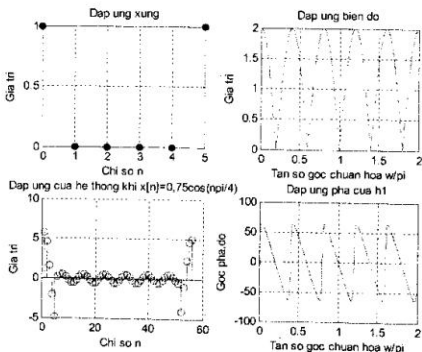 Dap ung xung
Gia tri
1
0.5
0
0 1 2 3 4 5
Chi so n
Dap ung bien do
Gia tri
2
1.5
1
0.5
0
0 0.5 1 1.5 2
Tan so goc chuan hoa w/pi
Dap ung cua he thong khi x[n]=0,75cos(npi/4)
Gia tri
10
5
0
-5
0 20 40 60
Chi so n
Dap ung pha cua h1
Goc pha.do
100
50
0
-50
-100
0 0.5 1 1.5 2
Tan so goc chuan hoa w/pi